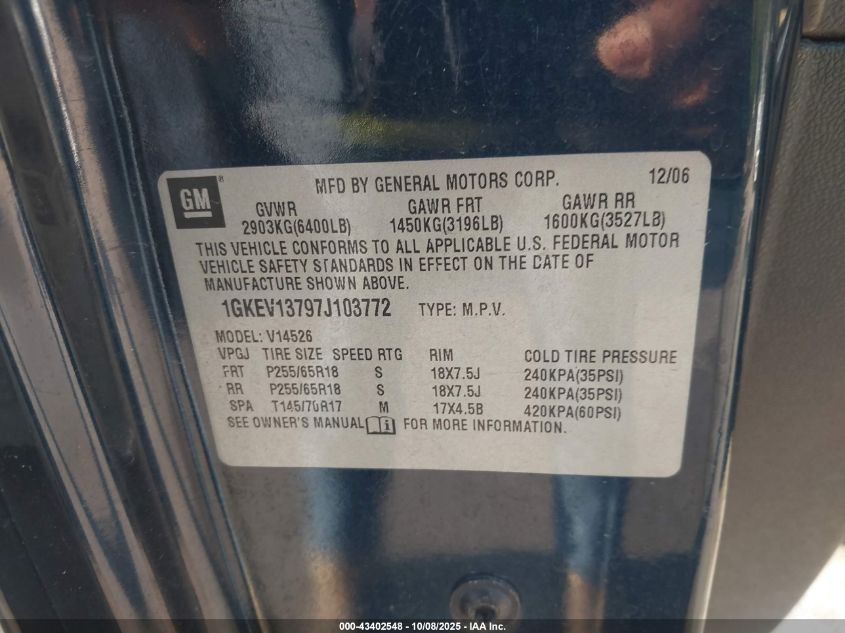 GM ®
MFD BY GENERAL MOTORS CORP. 12/06
GVWR GAWR FRT GAWR RR
2903KG(6400LB) 1450KG(3196LB) 1600KG(3527LB)
THIS VEHICLE CONFORMS TO ALL APPLICABLE U.S. FEDERAL MOTOR
VEHICLE SAFETY STANDARDS IN EFFECT ON THE DATE OF
MANUFACTURE SHOWN ABOVE.
1GKEV13797J103772 TYPE: M.P.V.
MODEL: V14526
VPGJ TIRE SIZE SPEED RTG RIM COLD TIRE PRESSURE
FRT P255/65R18 S 18X7.5J 240KPA(35PSI)
RR P255/65R18 S 18X7.5J 240KPA(35PSI)
SPA T145/70R17 M 17X4.5B 420KPA(60PSI)
SEE OWNER'S MANUAL FOR MORE INFORMATION.
000-43402548 - 10/08/2025 - IAA Inc.